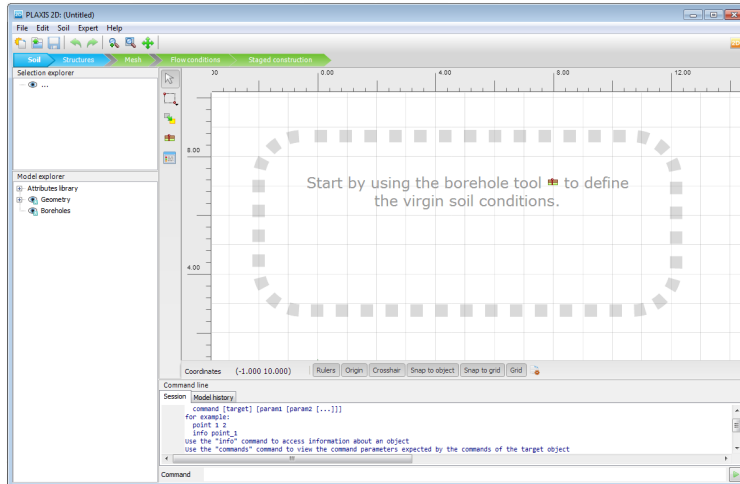 PLAXIS 2D: (Untitled)
File Edit Soil Expert Help
Soil Structures Mesh Flow conditions Staged construction
Selection explorer
...
Model explorer
Attributes library
Geometry
Boreholes
00 0.00 4.00 8.00 12.00
8.00
4.00
Start by using the borehole tool to define
the virgin soil conditions.
Coordinates (-1.000 10.000) Rulers Origin Crosshair Snap to object Snap to grid Grid
Command line
Session Model history
command [target] [param1 [param2 [...]]]
for example:
point 1 2
info point_1
Use the "info" command to access information about an object
Use the "commands" command to view the command parameters expected by the commands of the target object
Command